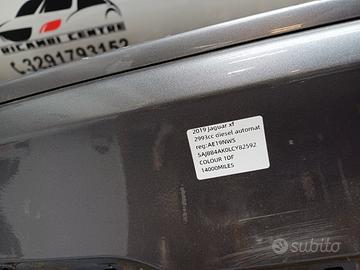 RICAMBI CENTRE
3291793152
2019 Jaguar xf
2993cc diesel automat
reg:AE19NWS
SAJBB4AK0LCY82592
COLOUR 1DF
14000MILES
subito